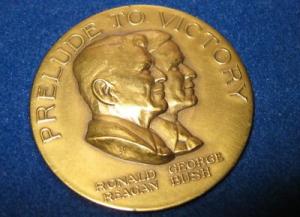 PRELUDE TO VICTORY
RONALD GEORGE
REAGAN BUSH